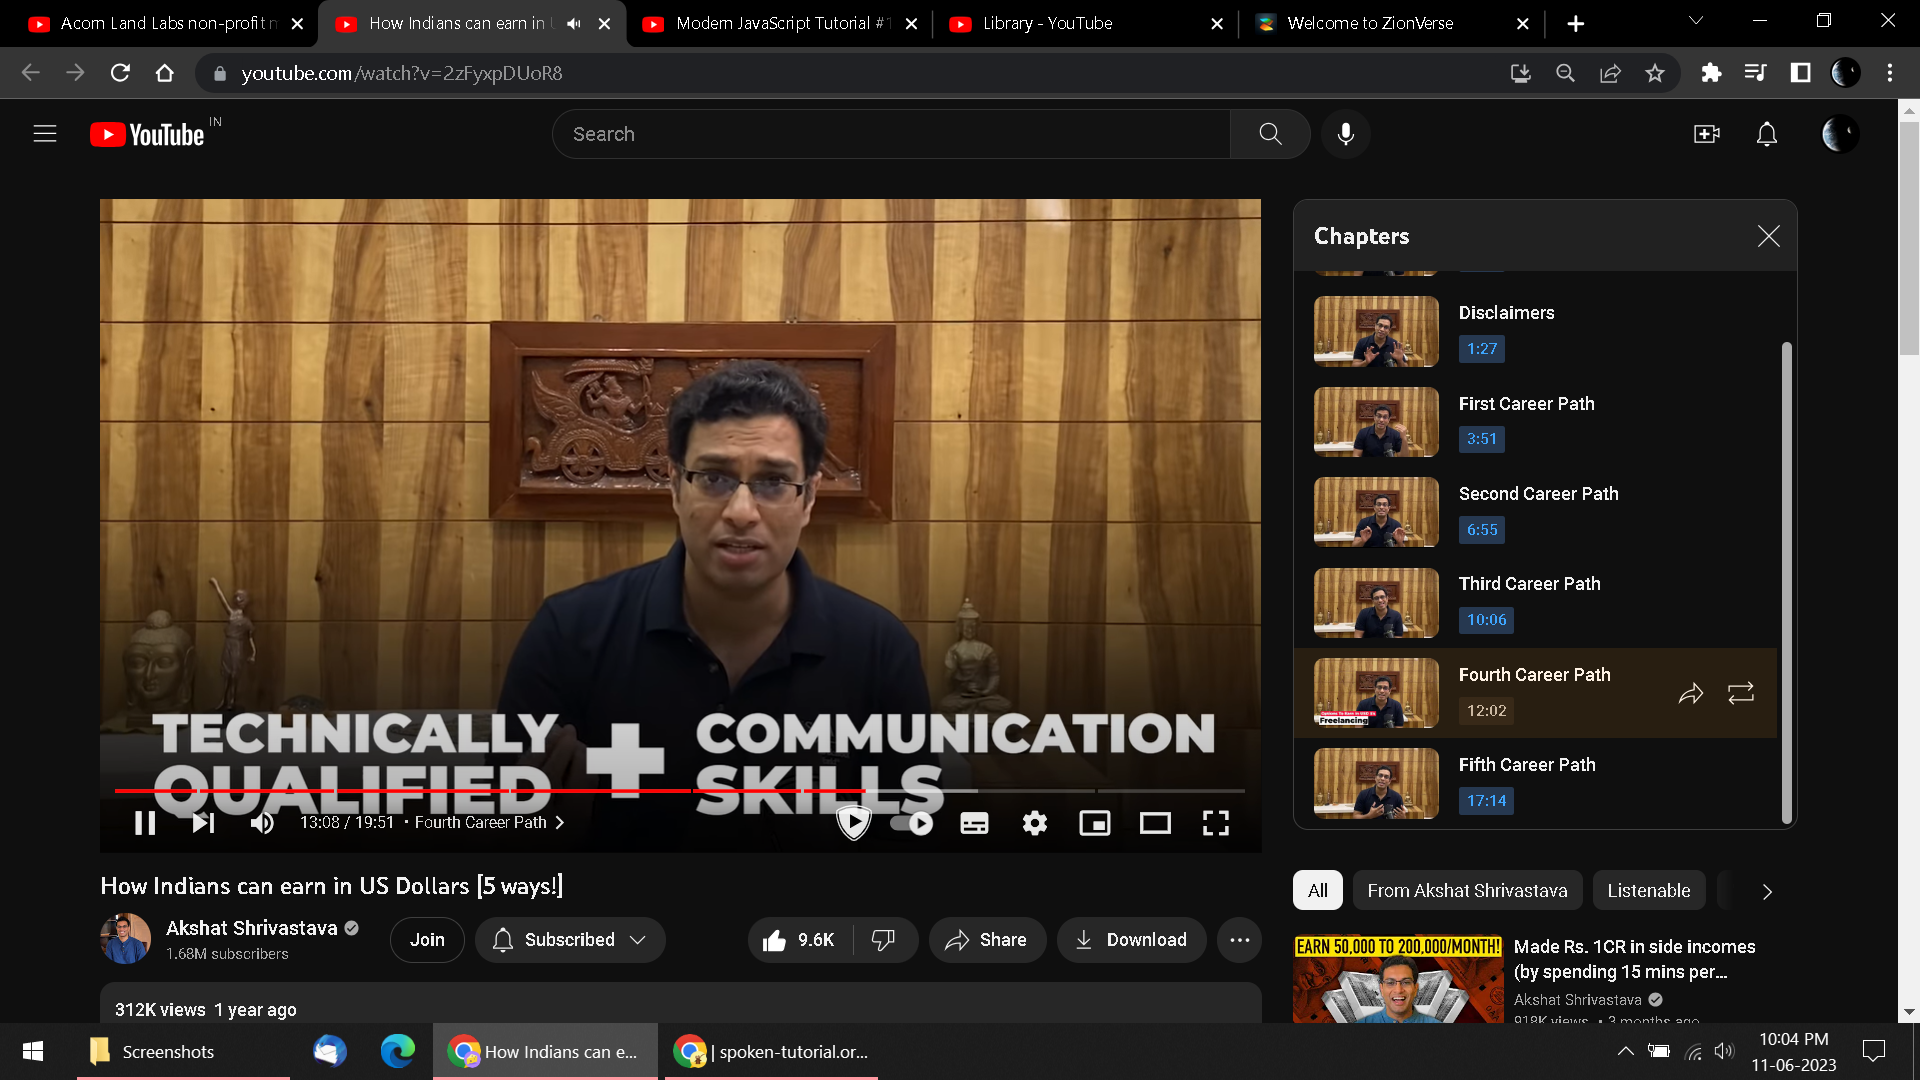 Acorn Land Labs non-profit
How Indians can earn in
Modern JavaScript Tutorial #1
Library - YouTube
Welcome to ZionVerse
youtube.com/watch?v=2zFyxpDUoR8
YouTube IN
Search
TECHNICALLY QUALIFIED
COMMUNICATION SKILLS
13:08 / 19:51 • Fourth Career Path
How Indians can earn in US Dollars [5 ways!]
Akshat Shrivastava
1.68M subscribers
Join
Subscribed
9.6K
Share
Download
312K views 1 year ago
Chapters
Disclaimers
1:27
First Career Path
3:51
Second Career Path
6:55
Third Career Path
10:06
Freelancing
Fourth Career Path
12:02
Fifth Career Path
17:14
All
From Akshat Shrivastava
Listenable
EARN 50,000 TO 200,000/MONTH!
Made Rs. 1CR in side incomes
(by spending 15 mins per...
Akshat Shrivastava
918K views • 3 months ago
Screenshots
How Indians can e...
| spoken-tutorial.or...
10:04 PM
11-06-2023